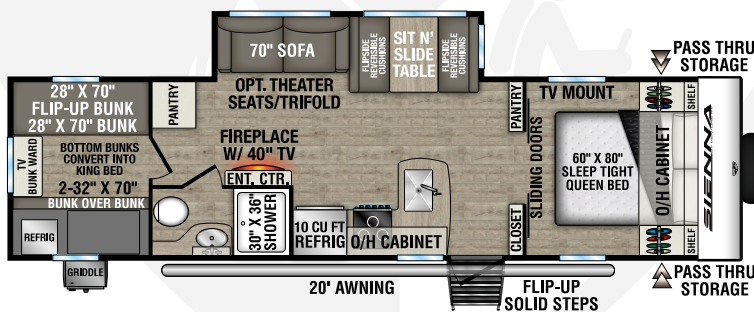 70" SOFA
FLIPSIDE
REVERSIBLE
CUSHIONS
SIT N'
SLIDE
TABLE
FLIPSIDE
REVERSIBLE
CUSHIONS
PASS THRU
STORAGE
28" X 70"
FLIP-UP BUNK
28" X 70" BUNK
PANTRY
OPT. THEATER
SEATS/TRIFOLD
PANTRY
TV MOUNT
SHELF
BOTTOM BUNKS
CONVERT INTO
KING BED
TV
BUNK WARD
2-32" X 70"
BUNK OVER BUNK
FIREPLACE
W/ 40" TV
ENT. CTR.
SLIDING DOORS
60" X 80"
SLEEP TIGHT
QUEEN BED
O/H CABINET
SIENNA
REFRIG
30" X 36"
SHOWER
10 CU FT
REFRIG
O/H CABINET
CLOSET
SHELF
GRIDDLE
20' AWNING
FLIP-UP
SOLID STEPS
PASS THRU
STORAGE